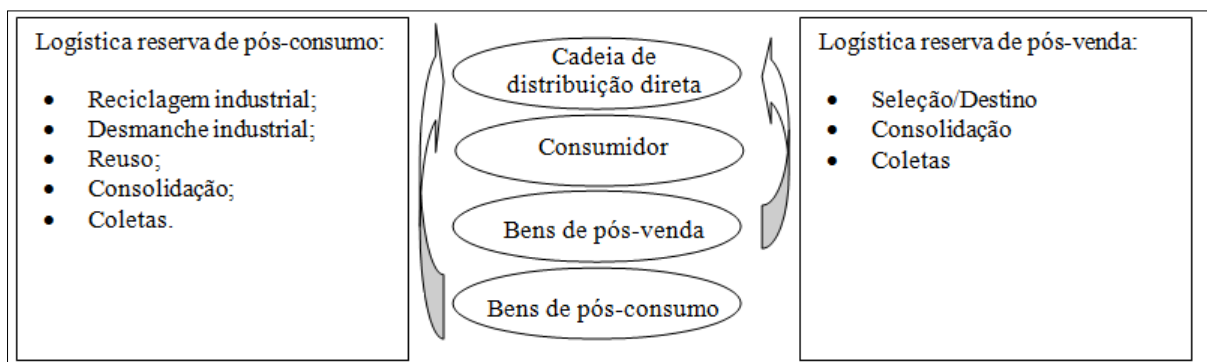 Logística reserva de pós-consumo:
• Reciclagem industrial;
• Desmanche industrial;
• Reuso;
• Consolidação;
• Coletas.
Cadeia de
distribuição direta
Consumidor
Bens de pós-venda
Bens de pós-consumo
Logística reserva de pós-venda:
• Seleção/Destino
• Consolidação
• Coletas